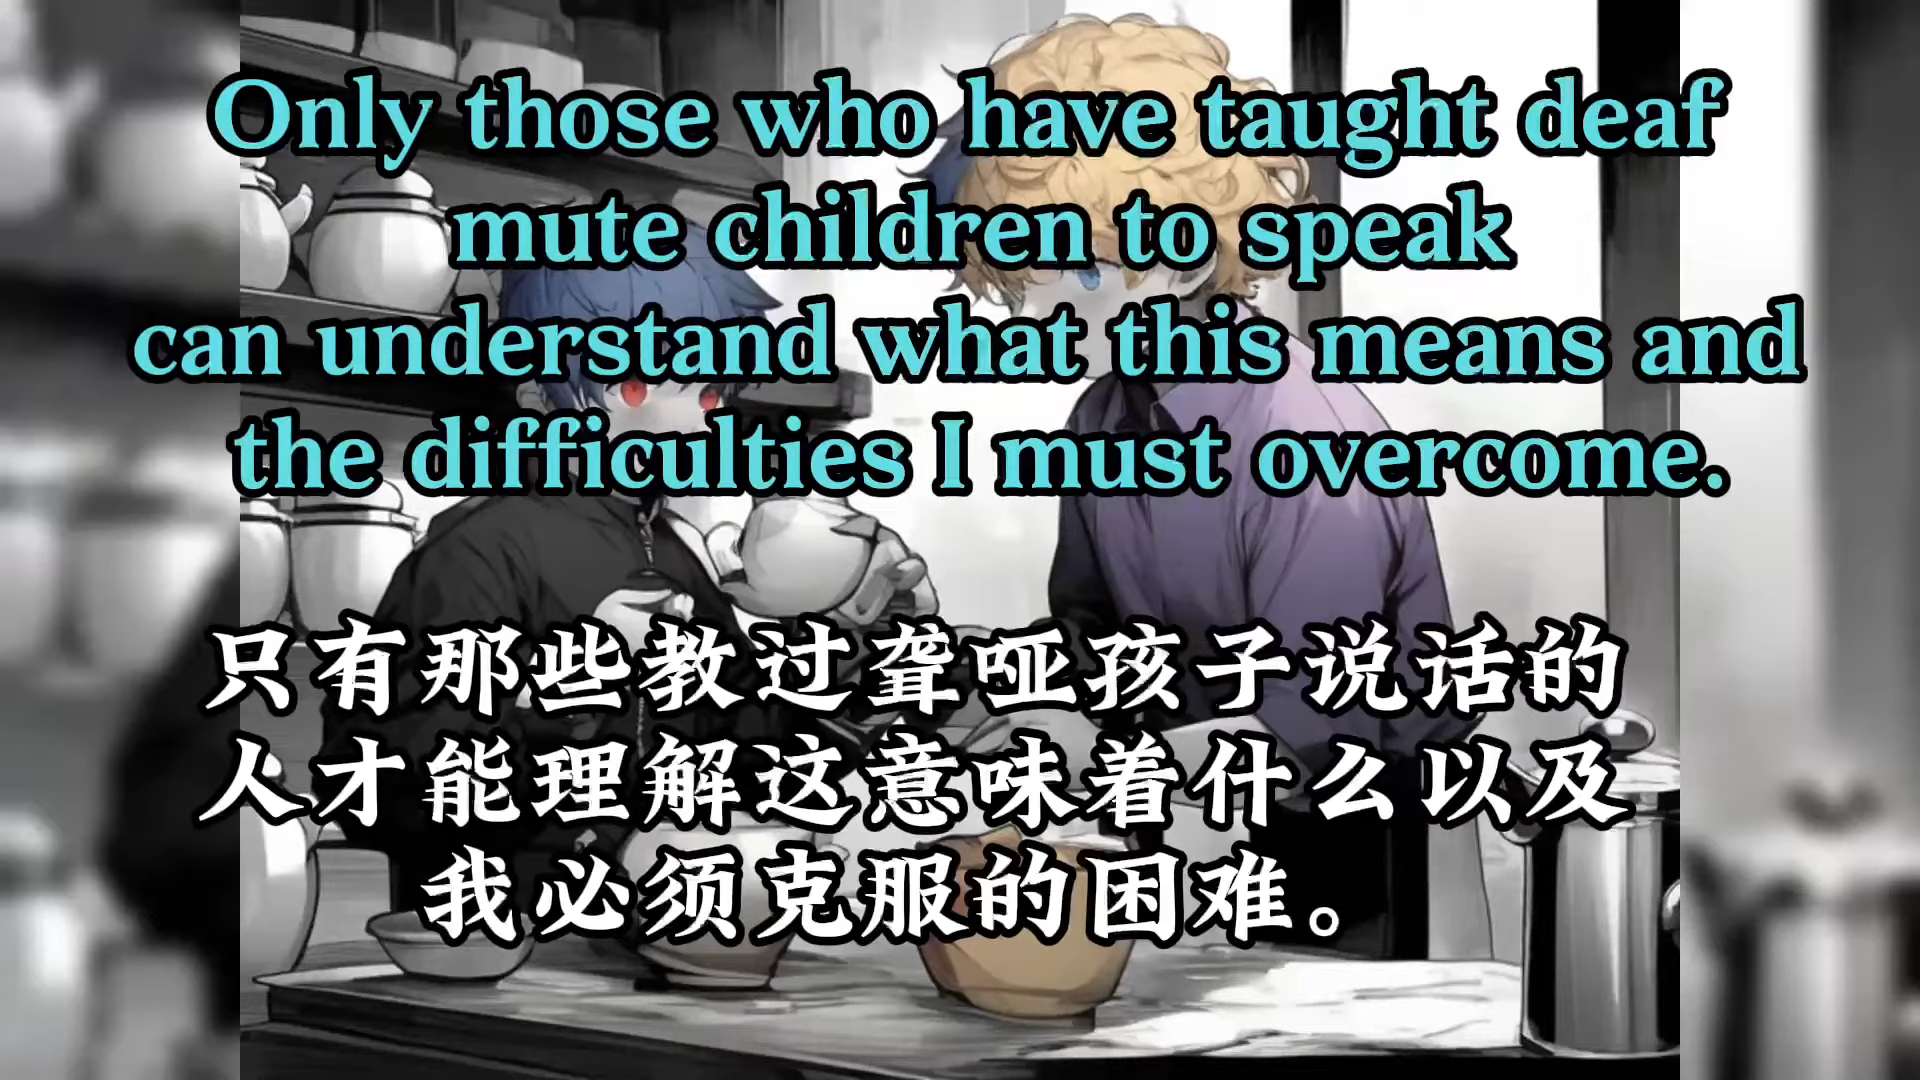 Only those who have taught deaf
mute children to speak
can understand what this means and
the difficulties I must overcome.
只有那些教过聋哑孩子说话的
人才能理解这意味着什么以及
我必须克服的困难。